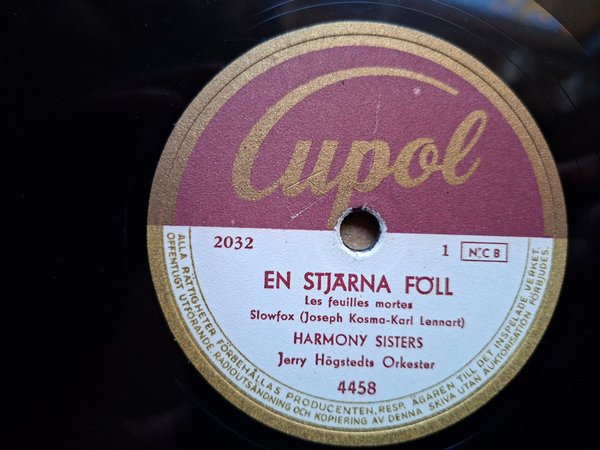 Cupol
2032
1 NCB
EN STJÄRNA FÖLL
Les feuilles mortes
Slowfox (Joseph Kosma-Karl Lennart)
HARMONY SISTERS
Jerry Högstedts Orkester
4458
ALLA RÄTTIGHETER FÖRBEHÅLLAS PRODUCENTEN, RESP. ÄGAREN TILL DET INSPELADE VERKET.
OFFENTLIGT UTFÖRANDE, RADIOUTSÄNDNING OCH KOPIERING AV DENNA SKIVA UTAN AUKTORISATION FÖRBJUDES.